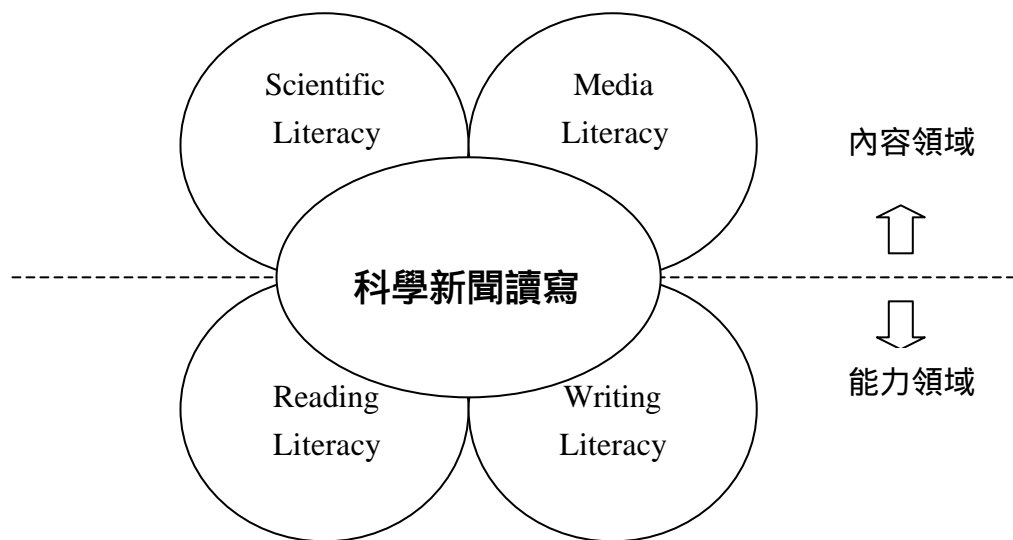 Scientific
Literacy
Media
Literacy
內容領域
科學新聞讀寫
Reading
Literacy
Writing
Literacy
能力領域